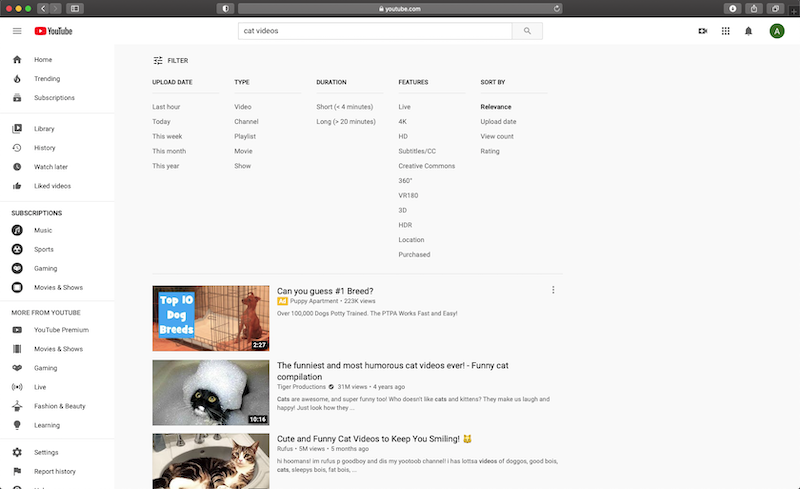 youtube.com
YouTube
cat videos
A
Home
Trending
Subscriptions
Library
History
Watch later
Liked videos
SUBSCRIPTIONS
Music
Sports
Gaming
Movies & Shows
MORE FROM YOUTUBE
YouTube Premium
Movies & Shows
Gaming
Live
Fashion & Beauty
Learning
Settings
Report history
FILTER
UPLOAD DATE
Last hour
Today
This week
This month
This year
TYPE
Video
Channel
Playlist
Movie
Show
DURATION
Short (< 4 minutes)
Long (> 20 minutes)
FEATURES
Live
4K
HD
Subtitles/CC
Creative Commons
360°
VR180
3D
HDR
Location
Purchased
SORT BY
Relevance
Upload date
View count
Rating
Top 10
Dog
Breeds
2:27
Can you guess #1 Breed?
Ad Puppy Apartment • 223K views
Over 100,000 Dogs Potty Trained. The PTPA Works Fast and Easy!
10:16
The funniest and most humorous cat videos ever! - Funny cat
compilation
Tiger Productions 31M views • 4 years ago
Cats are awesome, and super funny too! Who doesn't like cats and kittens? They make us laugh and
happy! Just look how they ...
Cute and Funny Cat Videos to Keep You Smiling! 🐱
Rufus • 5M views • 5 months ago
hi hoomans! im rufus p goodboy and dis my yootoob channel! i has lottsa videos of doggos, good bois,
cats, sleepys bois, fat bois, ...